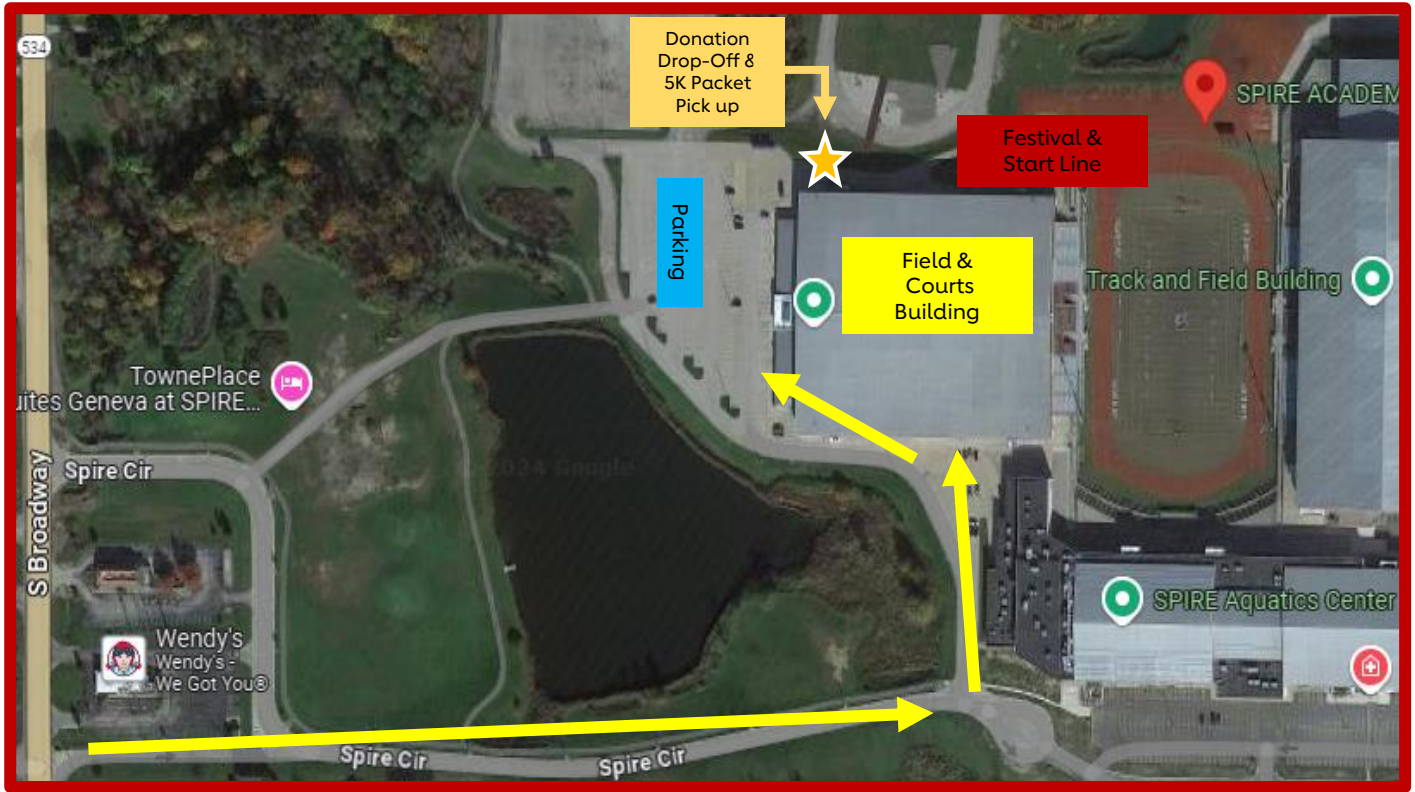 534
Donation
Drop-Off &
5K Packet
Pick up
SPIRE ACADEM
Festival &
Start Line
Parking
Field &
Courts
Building
Track and Field Building
TownePlace
uites Geneva at SPIRE...
2024 Google
Spire Cir
S Broadway
SPIRE Aquatics Center
Wendy's
Wendy's -
We Got You®
Spire Cir
Spire Cir